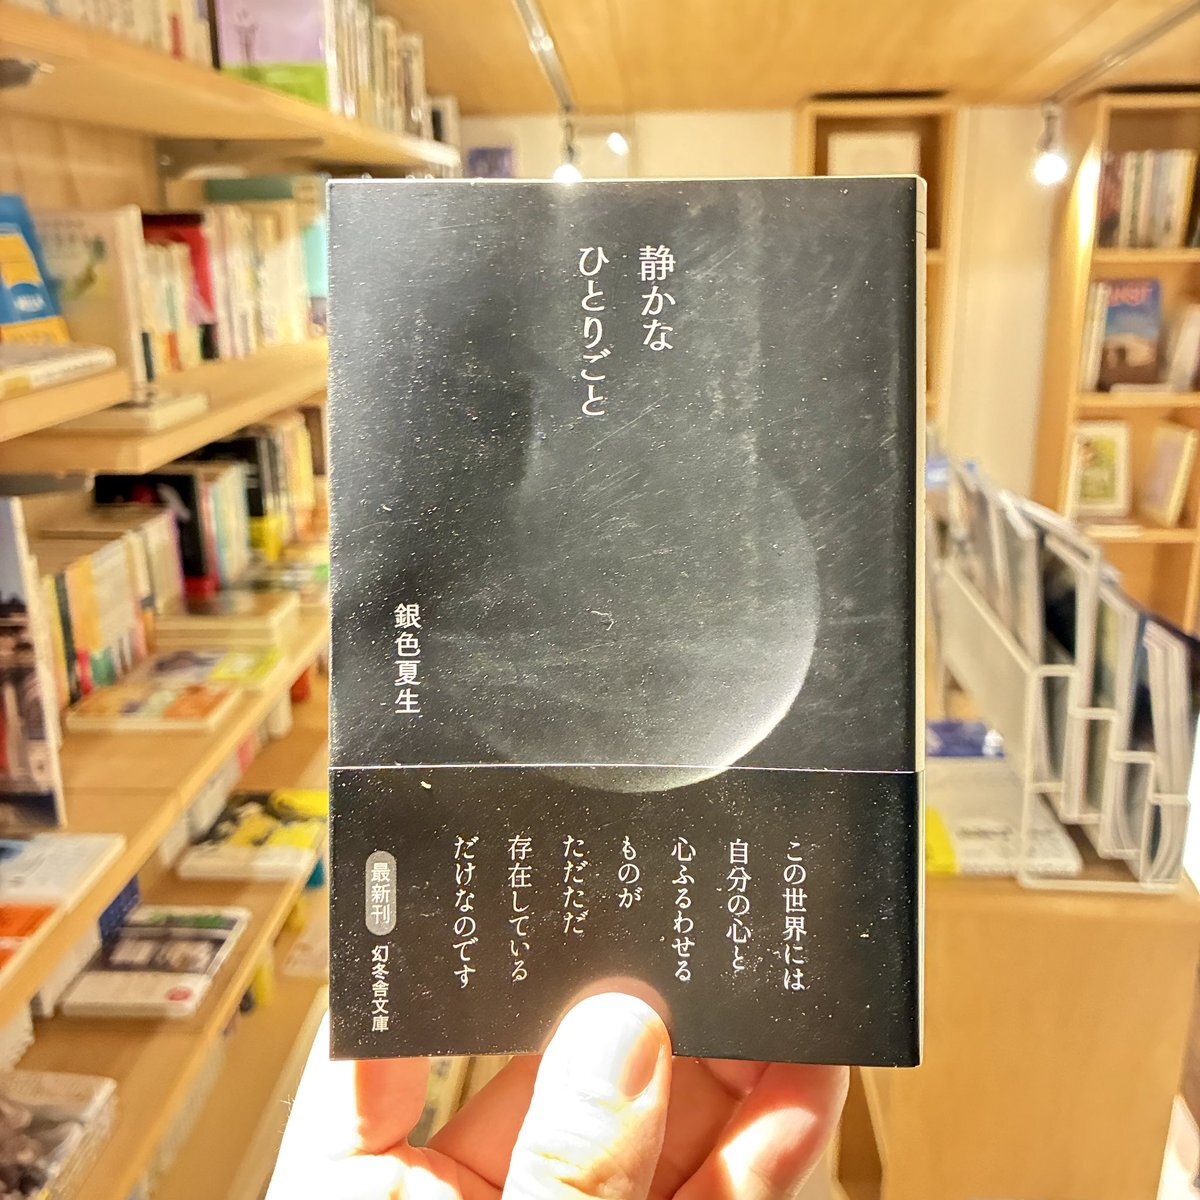 静かな
ひとりごと
銀色夏生
この世界には
自分の心と
心ふるわせる
ものが
ただただ
存在している
だけなのです
最新刊
幻冬舎文庫